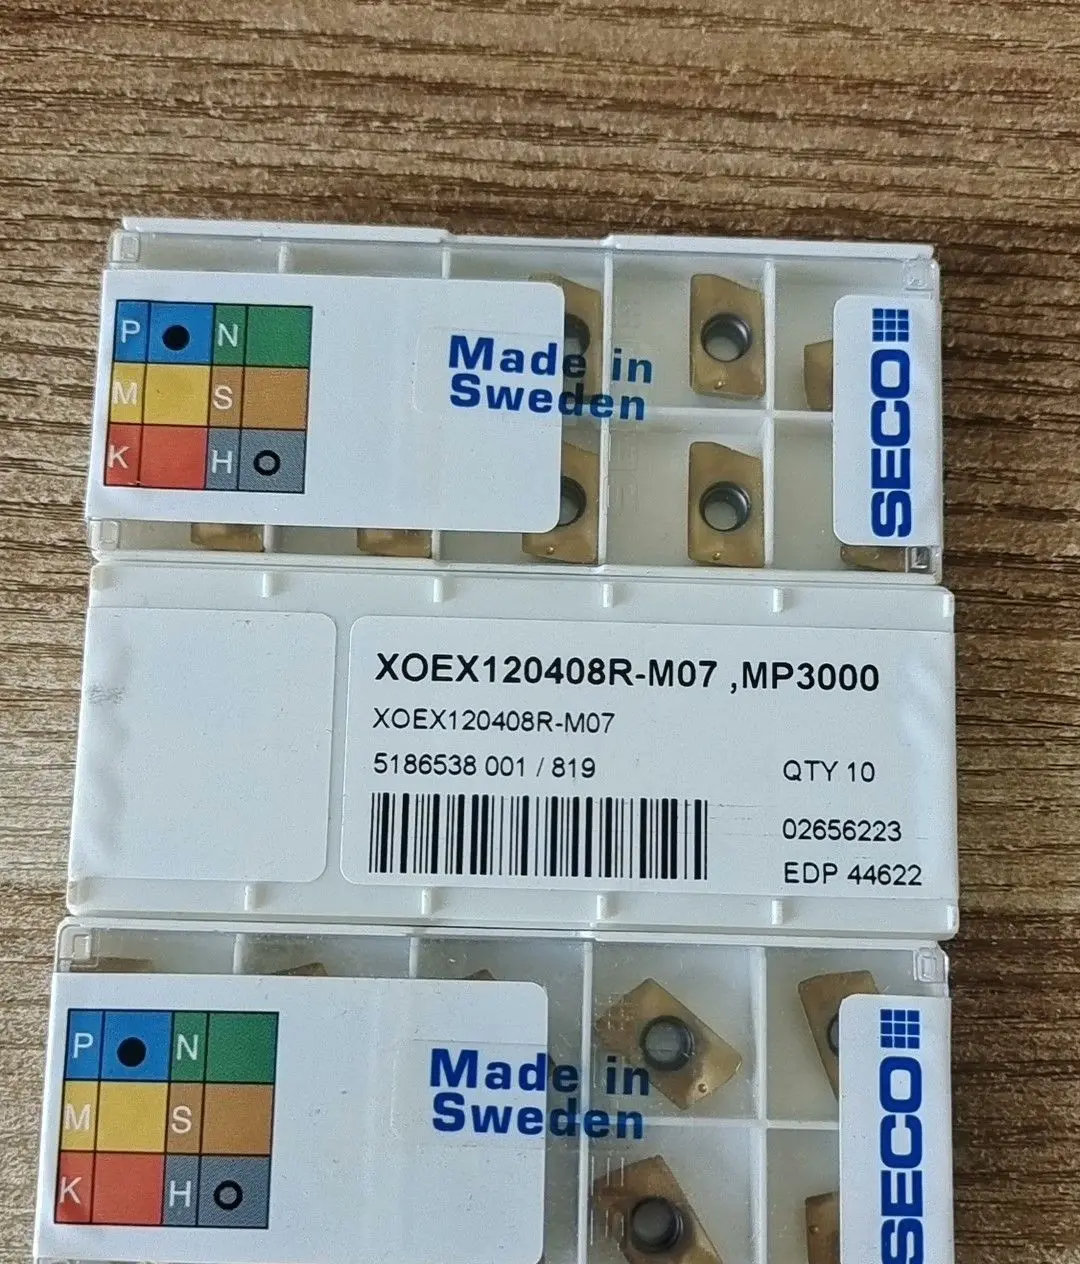 P N
M S
K H
Made in
Sweden
SECO
XOEX120408R-M07 ,MP3000
XOEX120408R-M07
5186538 001 / 819
QTY 10
02656223
EDP 44622
P N
M S
K H
Made in
Sweden
SECO